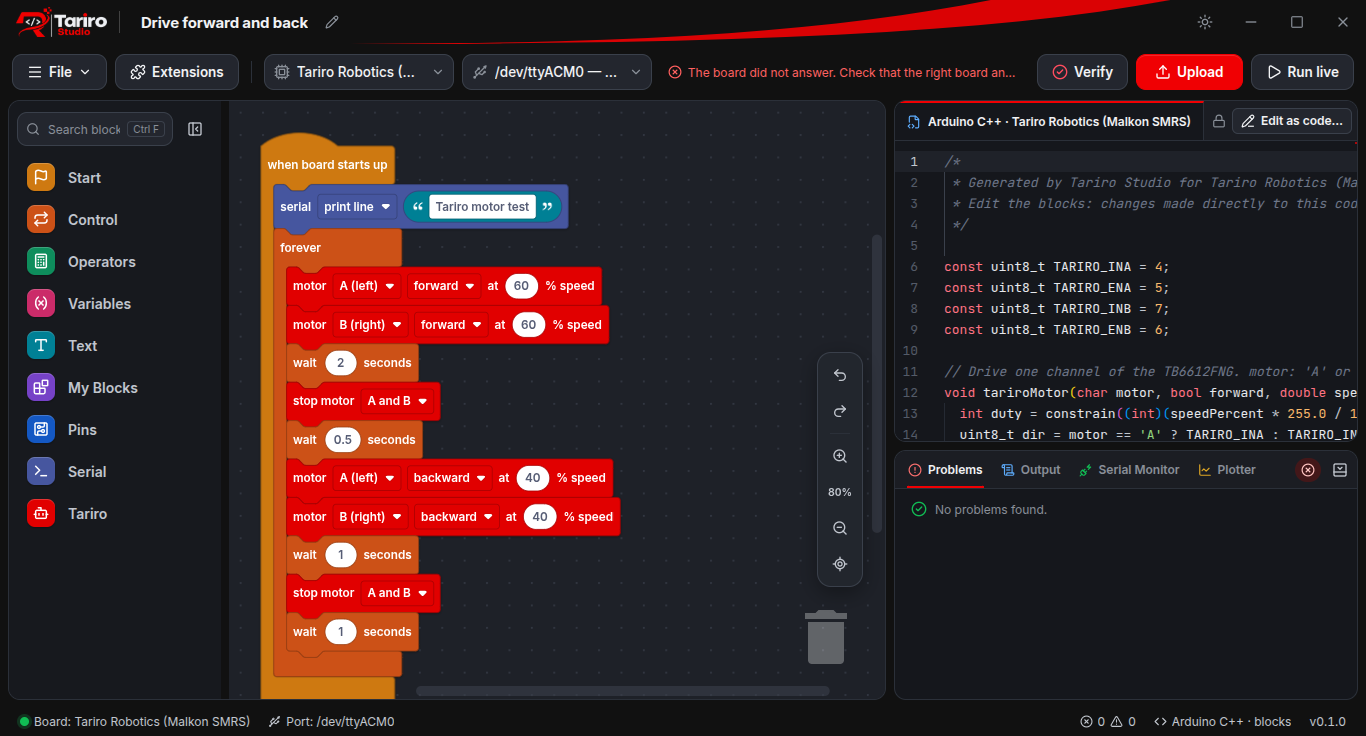 Tariro
Studio
Drive forward and back
File
Extensions
Tariro Robotics (...
/dev/ttyACM0 — ...
The board did not answer. Check that the right board an...
Verify
Upload
Run live
Search block
Ctrl F
Start
Control
Operators
Variables
Text
My Blocks
Pins
Serial
Tariro
when board starts up
serial print line “ Tariro motor test ”
forever
motor A (left) forward at 60 % speed
motor B (right) forward at 60 % speed
wait 2 seconds
stop motor A and B
wait 0.5 seconds
motor A (left) backward at 40 % speed
motor B (right) backward at 40 % speed
wait 1 seconds
stop motor A and B
wait 1 seconds
80%
Arduino C++ · Tariro Robotics (Malkon SMRS)
Edit as code...
1 /*
2  * Generated by Tariro Studio for Tariro Robotics (Ma
3  * Edit the blocks: changes made directly to this cod
4  */
5
6 const uint8_t TARIRO_INA = 4;
7 const uint8_t TARIRO_ENA = 5;
8 const uint8_t TARIRO_INB = 7;
9 const uint8_t TARIRO_ENB = 6;
10
11 // Drive one channel of the TB6612FNG. motor: 'A' or
12 void tariroMotor(char motor, bool forward, double spe
13   int duty = constrain((int)(speedPercent * 255.0 / 1
14   uint8_t dir = motor == 'A' ? TARIRO_INA : TARIRO_IN
Problems
Output
Serial Monitor
Plotter
No problems found.
Board: Tariro Robotics (Malkon SMRS)
Port: /dev/ttyACM0
0
0
Arduino C++ · blocks
v0.1.0